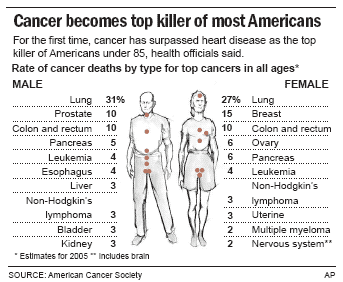 Cancer becomes top killer of most Americans
For the first time, cancer has surpassed heart disease as the top
killer of Americans under 85, health officials said.
Rate of cancer deaths by type for top cancers in all ages*
MALE
Lung 31%
Prostate 10
Colon and rectum 10
Pancreas 5
Leukemia 4
Esophagus 4
Liver 3
Non-Hodgkin's
lymphoma 3
Bladder 3
Kidney 3
FEMALE
27% Lung
15 Breast
10 Colon and rectum
6 Ovary
6 Pancreas
4 Leukemia
Non-Hodgkin's
3 lymphoma
3 Uterine
2 Multiple myeloma
2 Nervous system**
* Estimates for 2005 ** Includes brain
SOURCE: American Cancer Society
AP